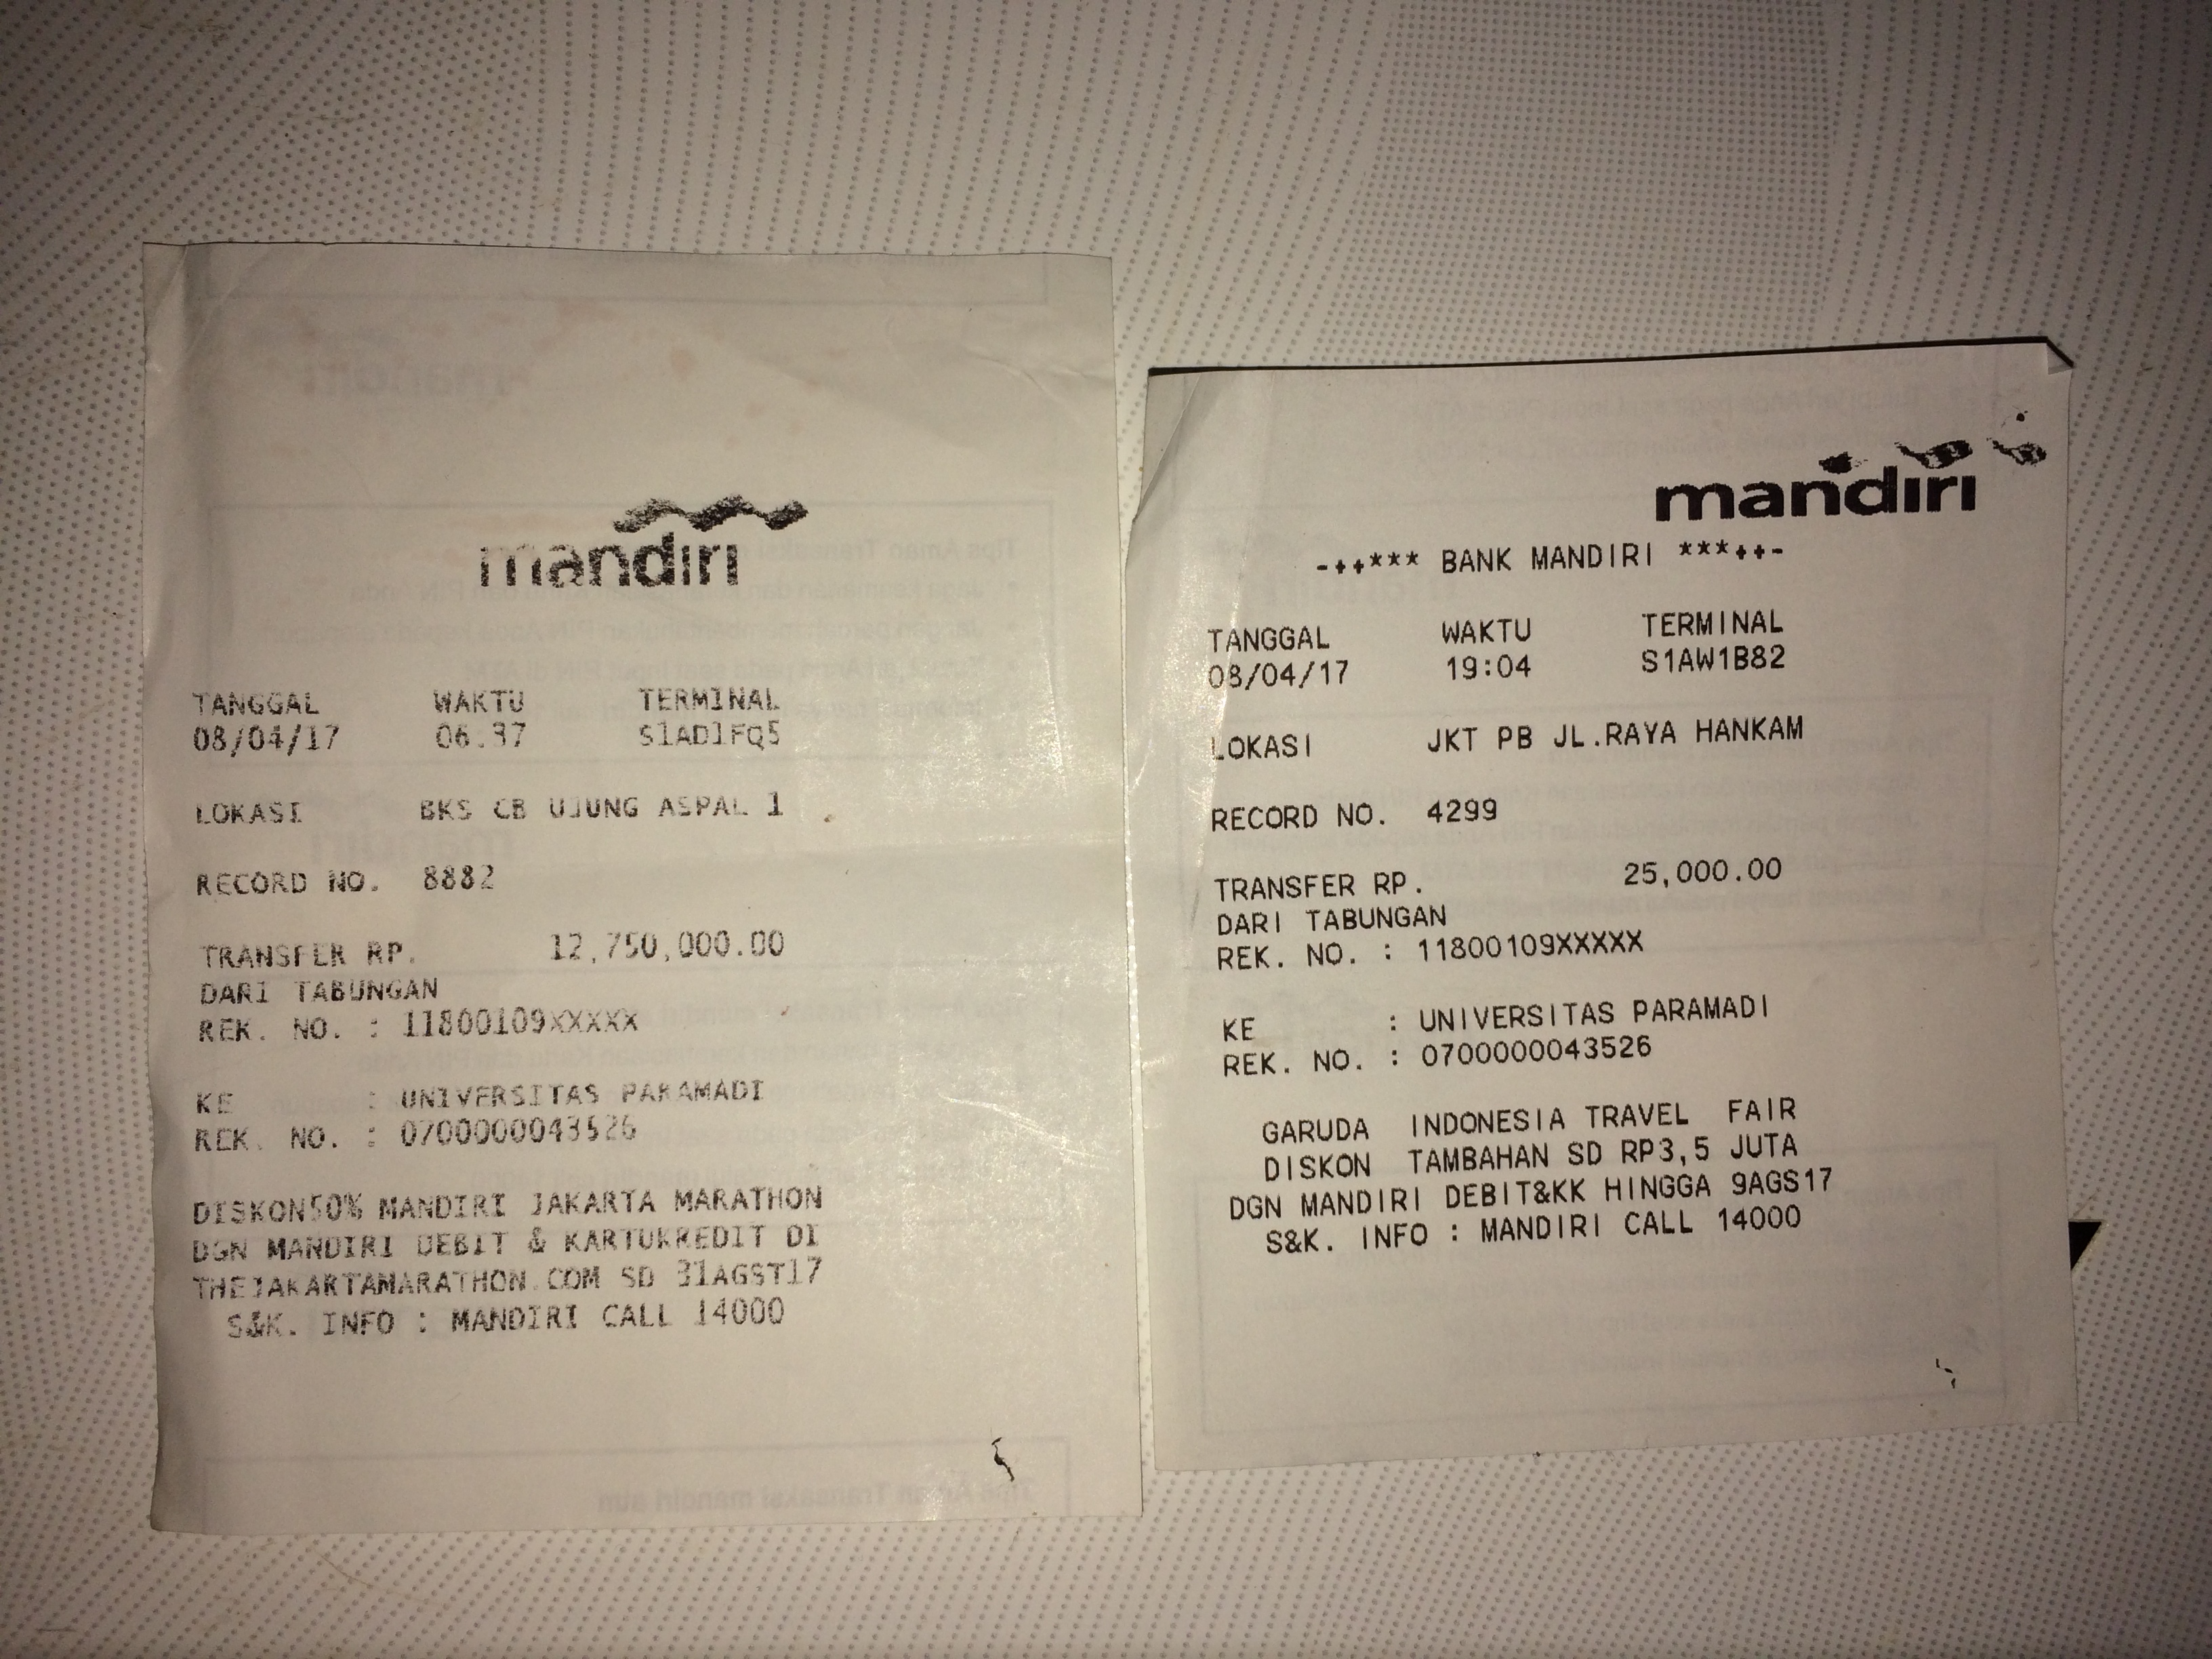 mandiri
TANGGAL WAKTU TERMINAL
08/04/17 06.37 S1AD1FQ5
LOKASI BKS CB UJUNG ASPAL 1
RECORD NO. 8882
TRANSFER RP. 12,750,000.00
DARI TABUNGAN
REK. NO. : 11800109XXXXX
KE : UNIVERSITAS PARAMADI
REK. NO. : 0700000043526
DISKON50% MANDIRI JAKARTA MARATHON
DGN MANDIRI DEBIT & KARTUKREDIT DI
THEJAKARTAMARATHON.COM SD 31AGST17
S&K. INFO : MANDIRI CALL 14000
Tips Aman Transaksi mandiri atm
mandiri
-++*** BANK MANDIRI ***++-
TANGGAL WAKTU TERMINAL
08/04/17 19:04 S1AW1B82
LOKASI JKT PB JL.RAYA HANKAM
RECORD NO. 4299
TRANSFER RP. 25,000.00
DARI TABUNGAN
REK. NO. : 11800109XXXXX
KE : UNIVERSITAS PARAMADI
REK. NO. : 0700000043526
GARUDA INDONESIA TRAVEL FAIR
DISKON TAMBAHAN SD RP3,5 JUTA
DGN MANDIRI DEBIT&KK HINGGA 9AGS17
S&K. INFO : MANDIRI CALL 14000